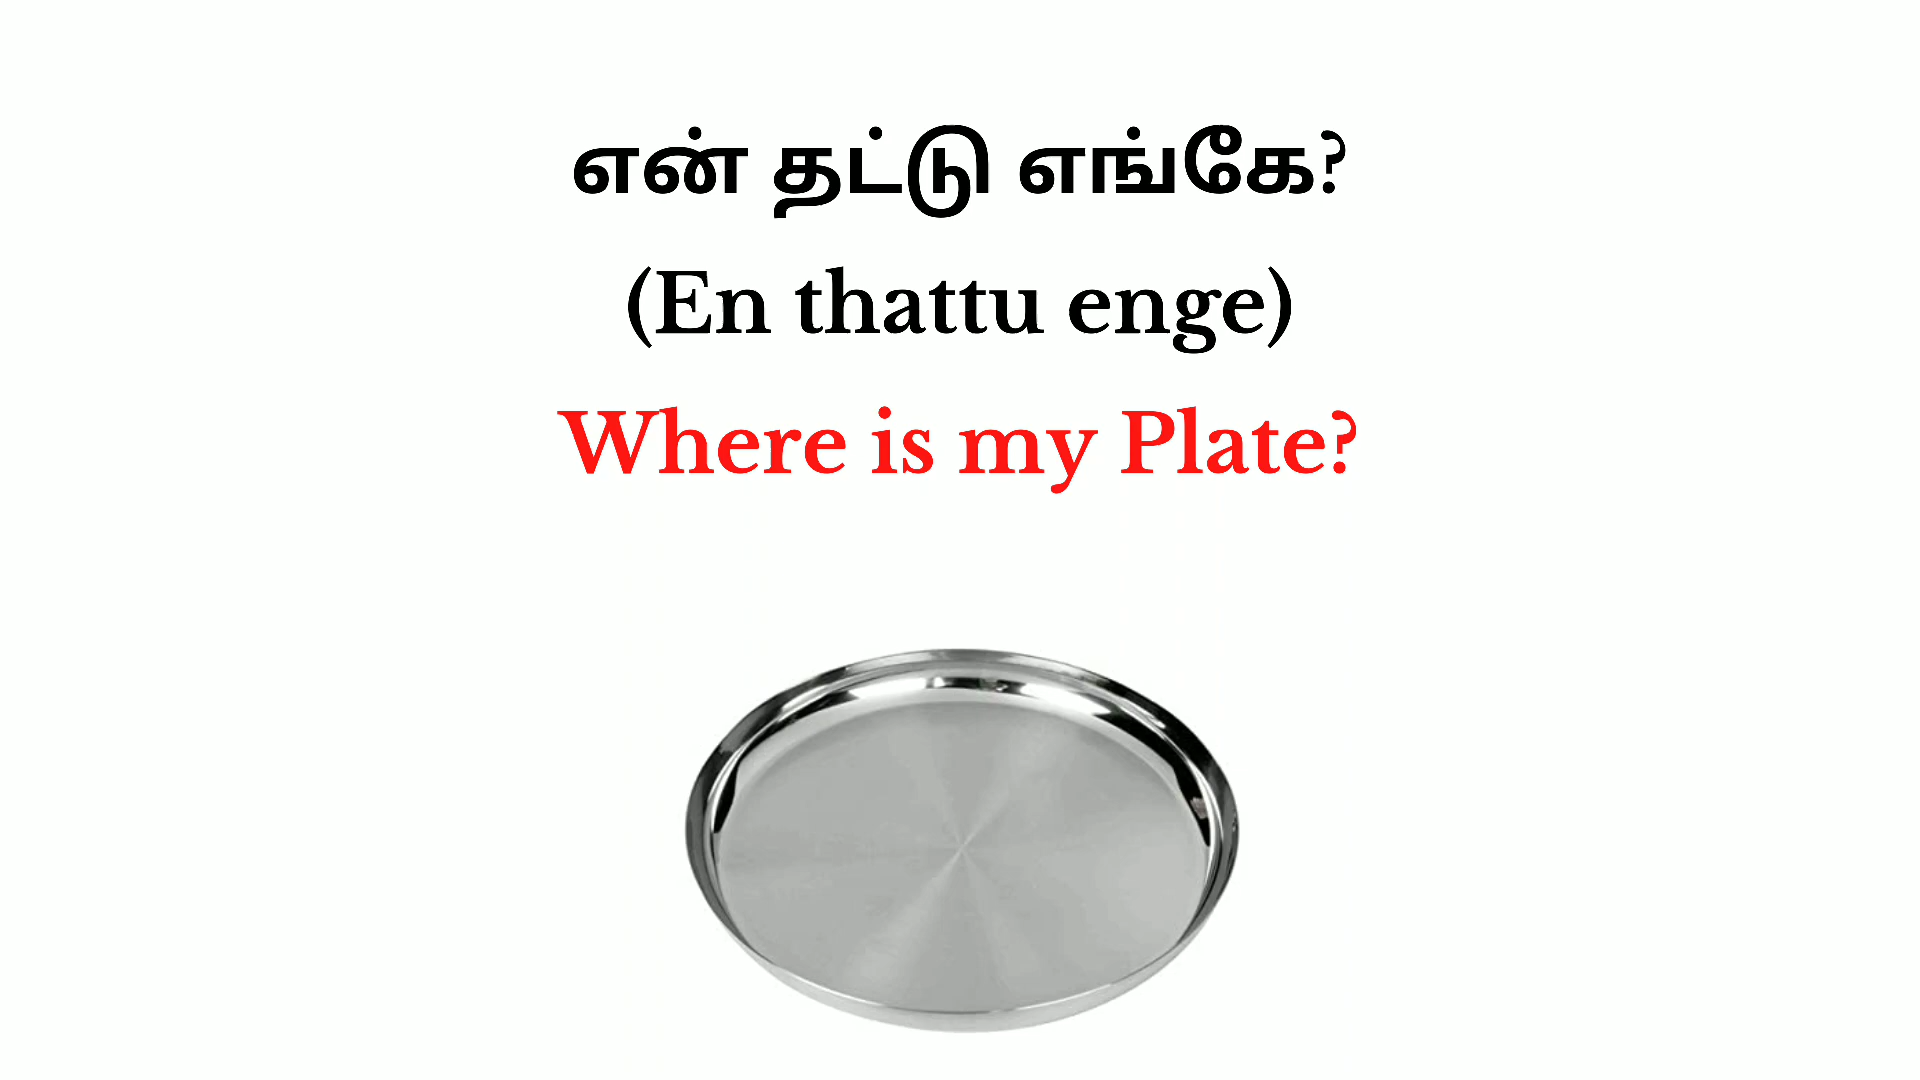 என் தட்டு எங்கே?
(En thattu enge)
Where is my Plate?